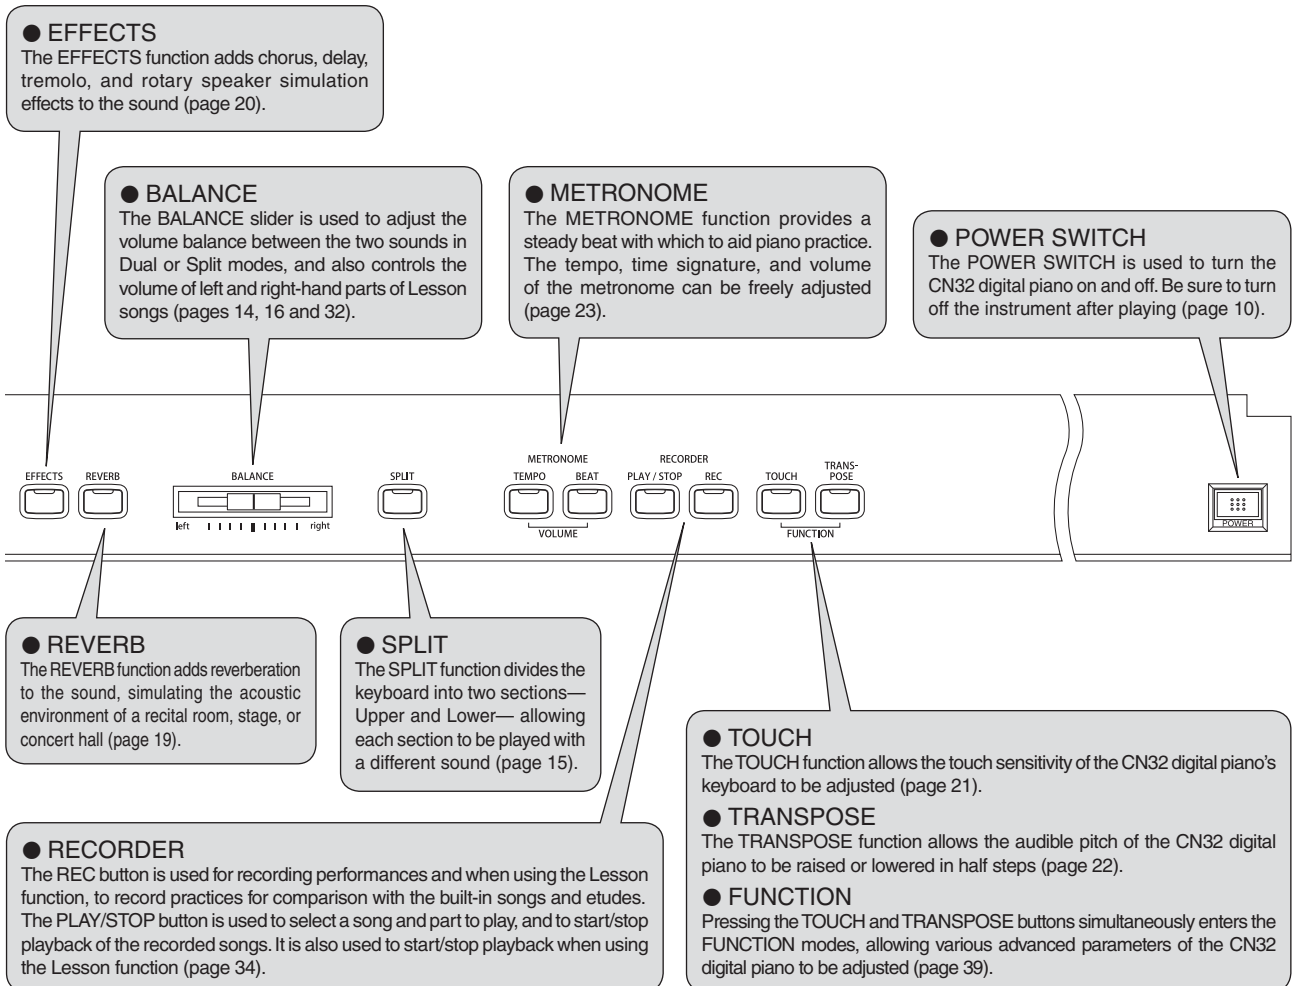 ● EFFECTS
The EFFECTS function adds chorus, delay,
tremolo, and rotary speaker simulation
effects to the sound (page 20).
● BALANCE
The BALANCE slider is used to adjust the
volume balance between the two sounds in
Dual or Split modes, and also controls the
volume of left and right-hand parts of Lesson
songs (pages 14, 16 and 32).
● METRONOME
The METRONOME function provides a
steady beat with which to aid piano practice.
The tempo, time signature, and volume
of the metronome can be freely adjusted
(page 23).
● POWER SWITCH
The POWER SWITCH is used to turn the
CN32 digital piano on and off. Be sure to turn
off the instrument after playing (page 10).
EFFECTS REVERB
BALANCE
left right
SPLIT
METRONOME
TEMPO BEAT
VOLUME
RECORDER
PLAY / STOP REC
TOUCH
TRANS-
POSE
FUNCTION
POWER
● REVERB
The REVERB function adds reverberation
to the sound, simulating the acoustic
environment of a recital room, stage, or
concert hall (page 19).
● SPLIT
The SPLIT function divides the
keyboard into two sections—
Upper and Lower— allowing
each section to be played with
a different sound (page 15).
● RECORDER
The REC button is used for recording performances and when using the Lesson
function, to record practices for comparison with the built-in songs and etudes.
The PLAY/STOP button is used to select a song and part to play, and to start/stop
playback of the recorded songs. It is also used to start/stop playback when using
the Lesson function (page 34).
● TOUCH
The TOUCH function allows the touch sensitivity of the CN32 digital piano's
keyboard to be adjusted (page 21).
● TRANSPOSE
The TRANSPOSE function allows the audible pitch of the CN32 digital
piano to be raised or lowered in half steps (page 22).
● FUNCTION
Pressing the TOUCH and TRANSPOSE buttons simultaneously enters the
FUNCTION modes, allowing various advanced parameters of the CN32
digital piano to be adjusted (page 39).